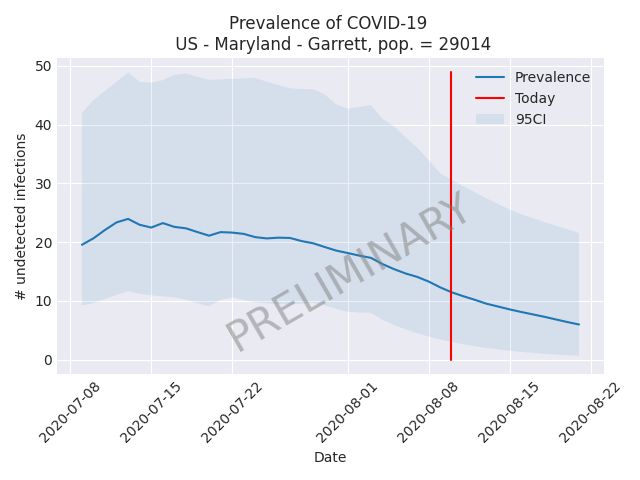 Prevalence of COVID-19
US - Maryland - Garrett, pop. = 29014
50
40
30
20
10
0
# undetected infections
Prevalence
Today
95CI
PRELIMINARY
2020-07-08
2020-07-15
2020-07-22
2020-08-01
2020-08-08
2020-08-15
2020-08-22
Date